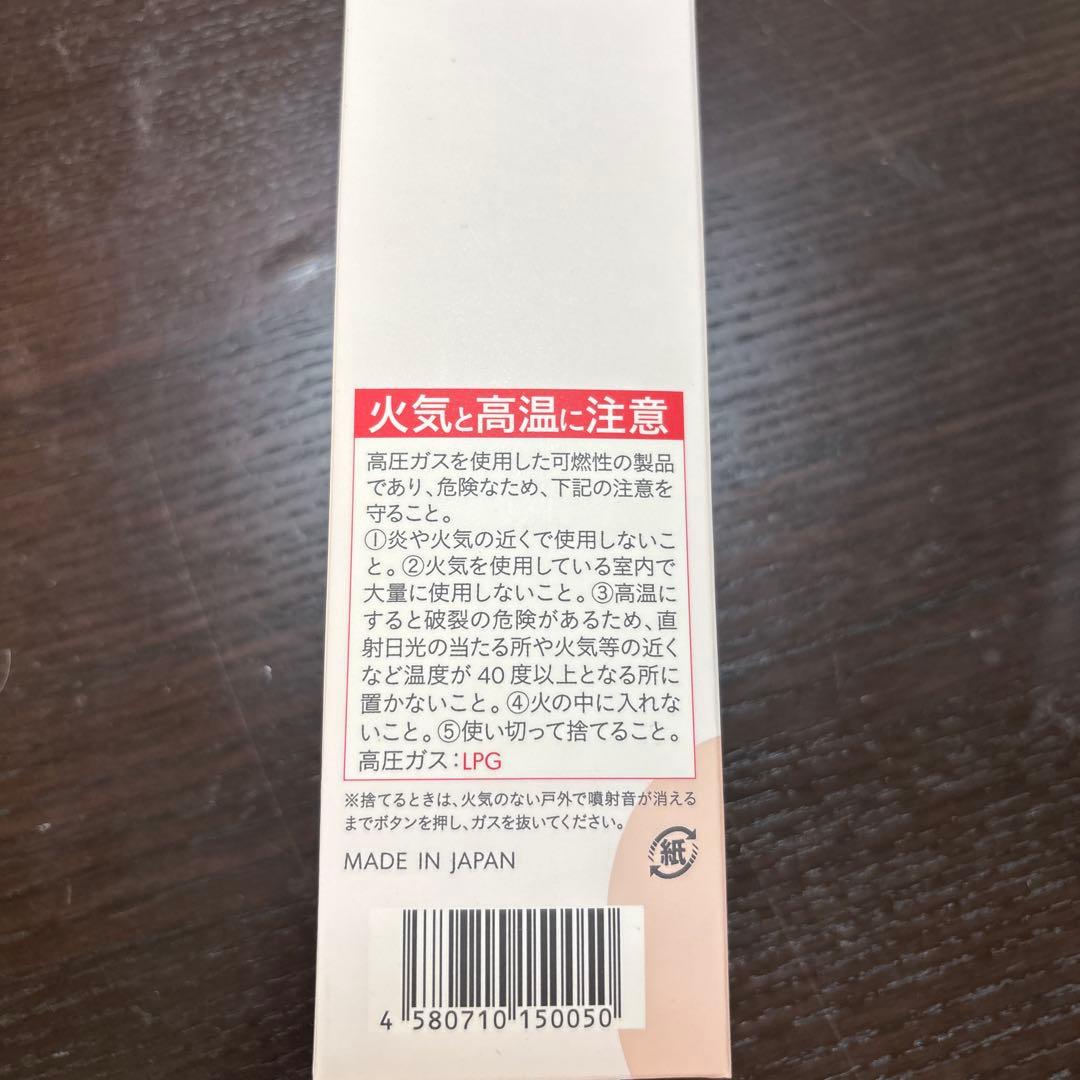 火気と高温に注意
高圧ガスを使用した可燃性の製品
であり、危険なため、下記の注意を
守ること。
①炎や火気の近くで使用しないこ
と。②火気を使用している室内で
大量に使用しないこと。③高温に
すると破裂の危険があるため、直
射日光の当たる所や火気等の近く
など温度が 40 度以上となる所に
置かないこと。④火の中に入れな
いこと。⑤使い切って捨てること。
高圧ガス:LPG
※捨てるときは、火気のない戸外で噴射音が消える
までボタンを押し、ガスを抜いてください。
紙
MADE IN JAPAN
4 580710 150050